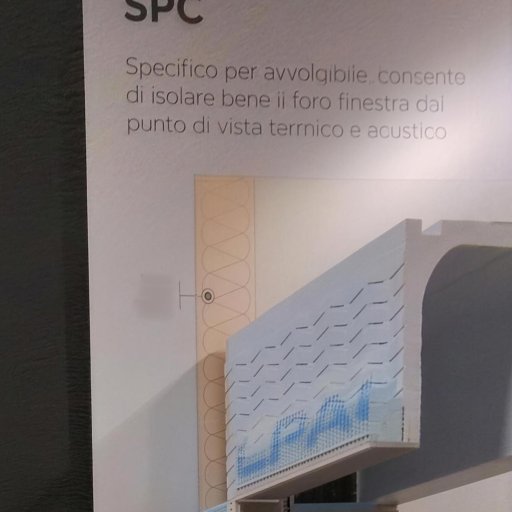 SPC
Specifico per avvolgibile, consente
di isolare bene il foro finestra dal
punto di vista termico e acustico